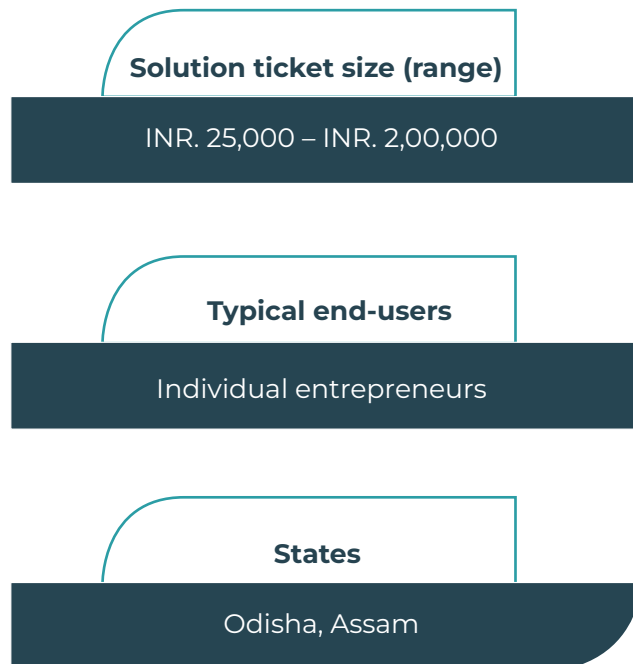 Solution ticket size (range)
INR. 25,000 – INR. 2,00,000
Typical end-users
Individual entrepreneurs
States
Odisha, Assam